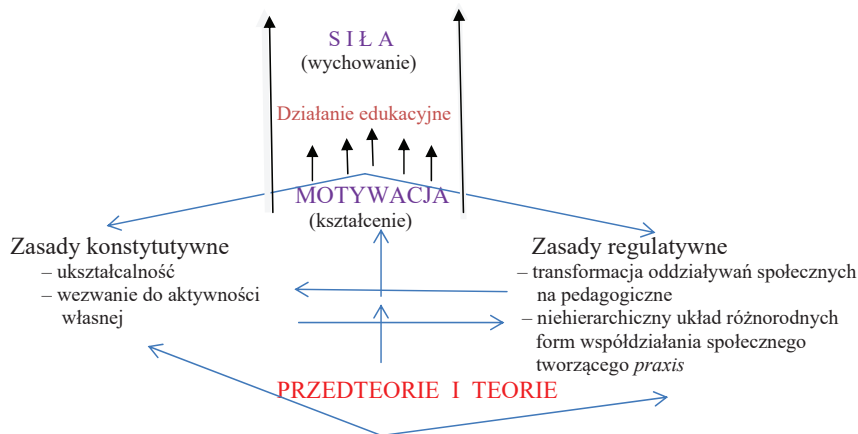 S I Ł A
(wychowanie)
Działanie edukacyjne
MOTYWACJA
(kształcenie)
Zasady konstytutywne
– ukształcalność
– wezwanie do aktywności
własnej
Zasady regulatywne
– transformacja oddziaływań społecznych
na pedagogiczne
– niehierarchiczny układ różnorodnych
form współdziałania społecznego
tworzącego praxis
PRZEDTEORIE I TEORIE